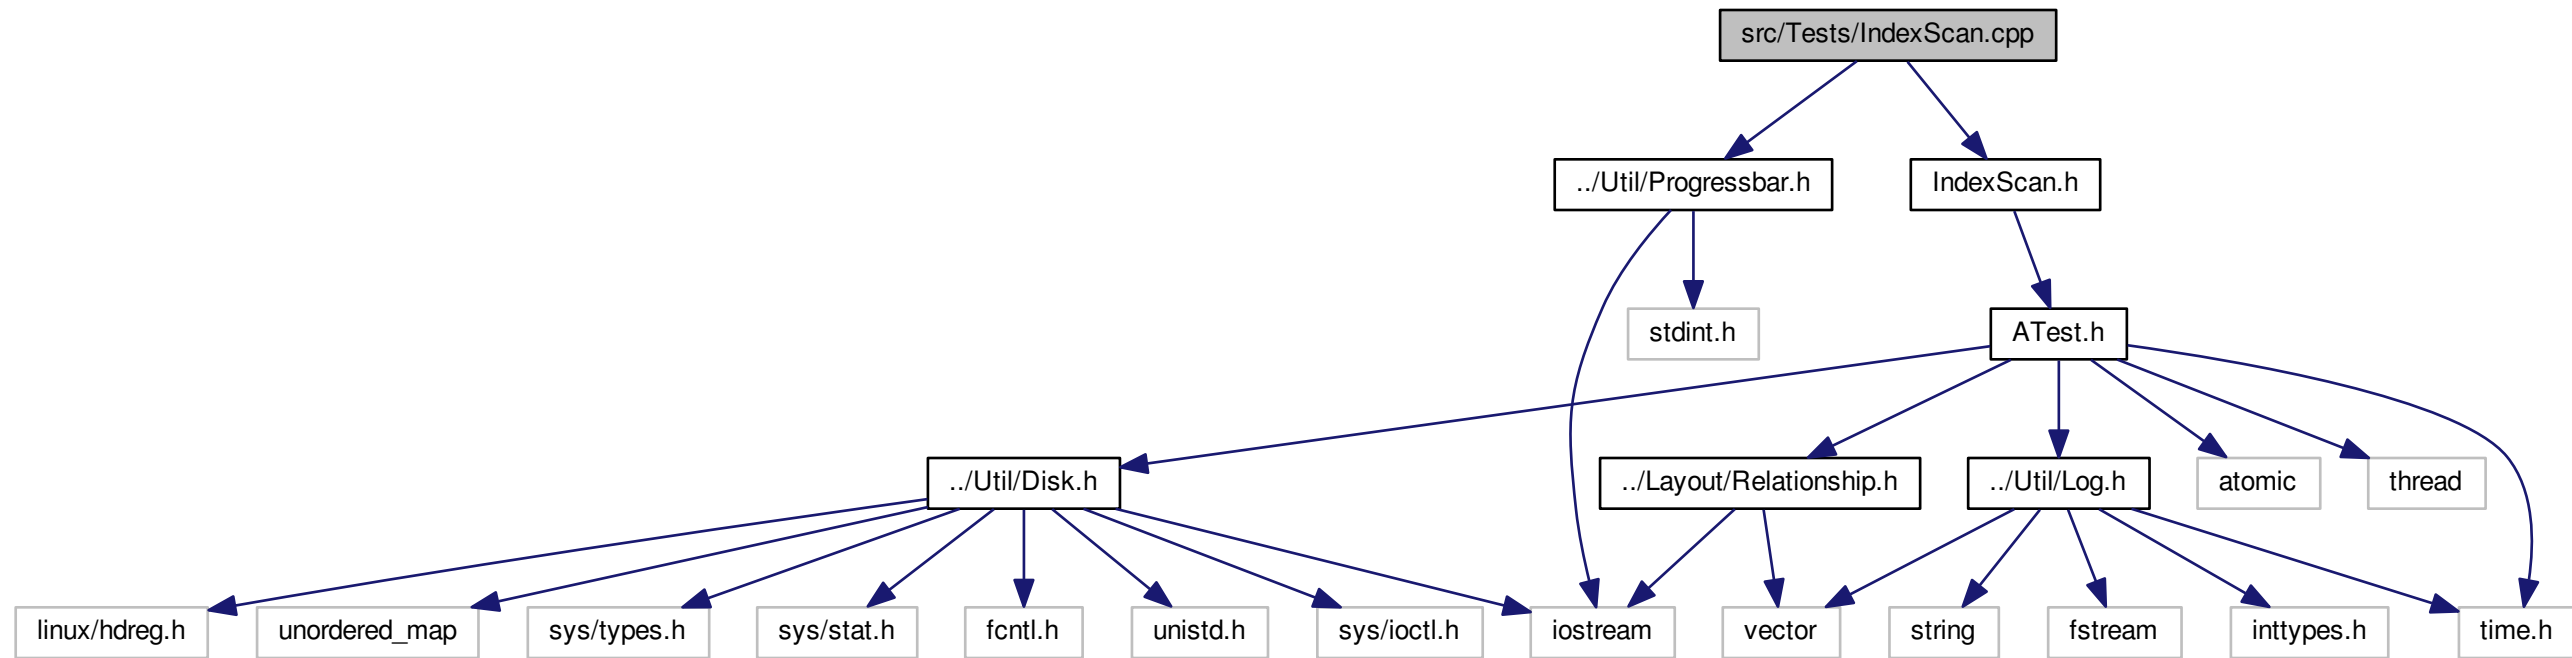 src/Tests/IndexScan.cpp
../Util/Progressbar.h
IndexScan.h
stdint.h
ATest.h
../Util/Disk.h
../Layout/Relationship.h
../Util/Log.h
atomic
thread
linux/hdreg.h
unordered_map
sys/types.h
sys/stat.h
fcntl.h
unistd.h
sys/ioctl.h
iostream
vector
string
fstream
inttypes.h
time.h